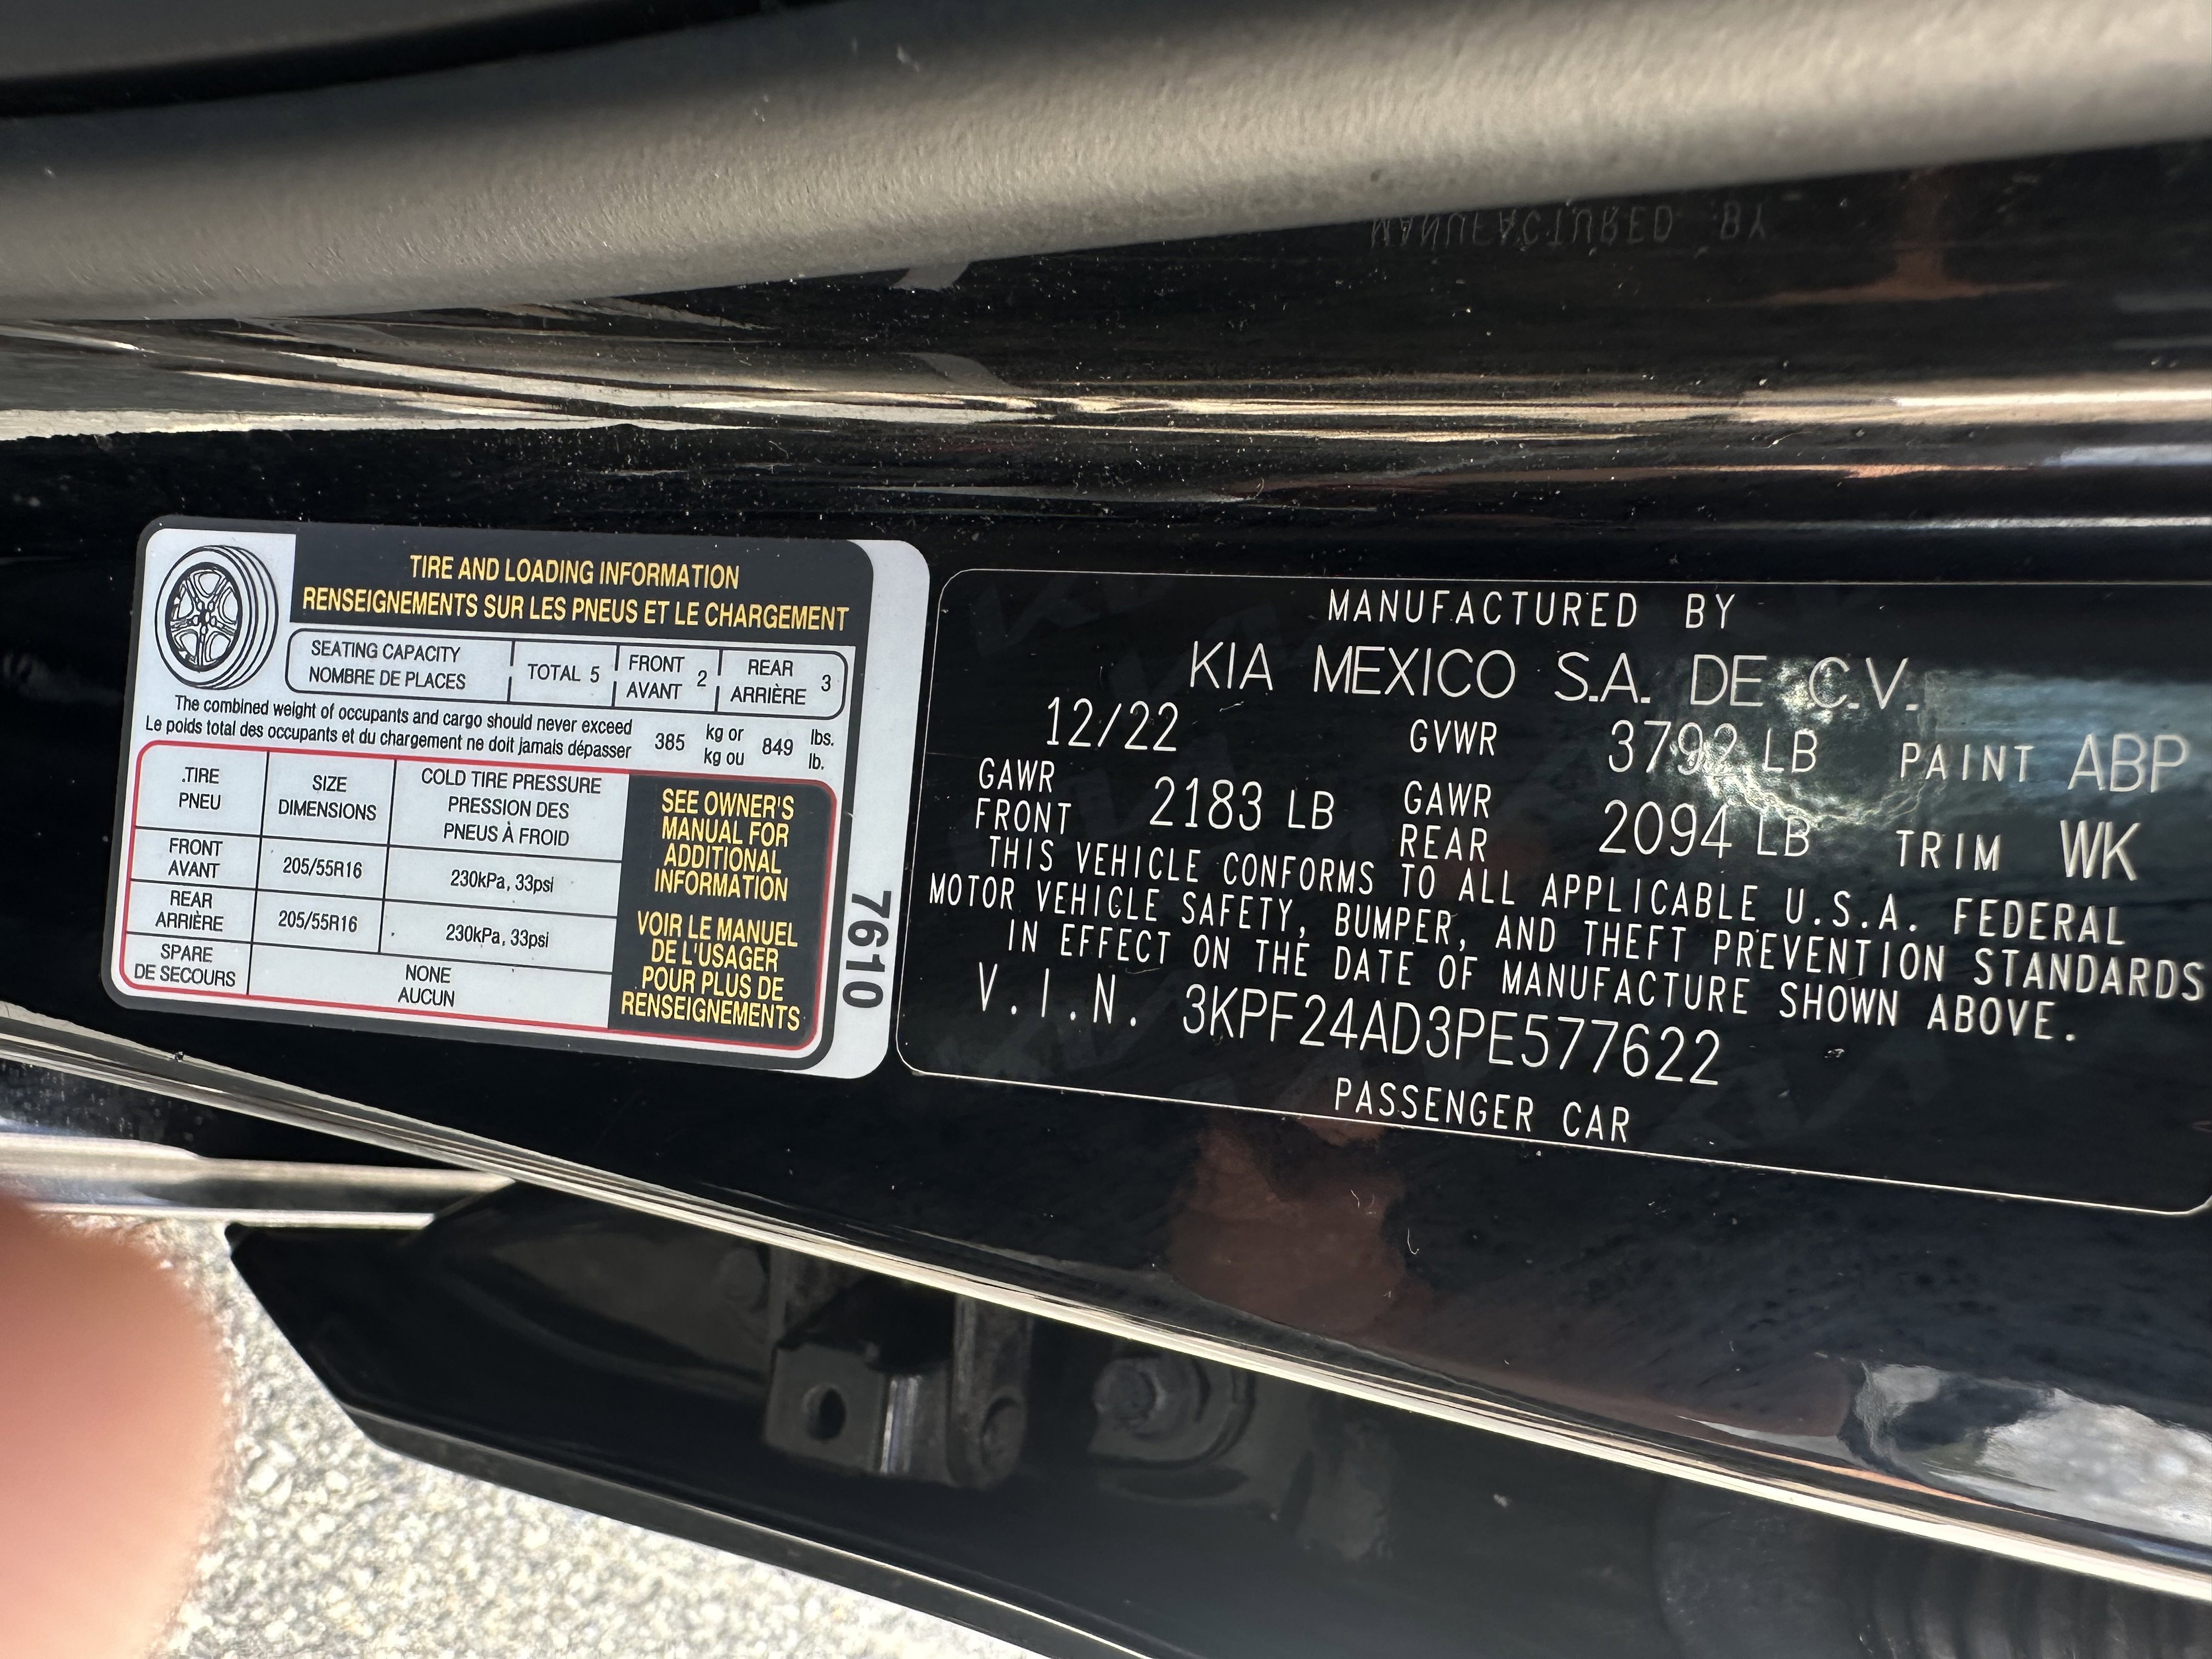 TIRE AND LOADING INFORMATION
RENSEIGNEMENTS SUR LES PNEUS ET LE CHARGEMENT
SEATING CAPACITY
NOMBRE DE PLACES
TOTAL 5
FRONT
AVANT
2
REAR
ARRIÈRE
3
The combined weight of occupants and cargo should never exceed
Le poids total des occupants et du chargement ne doit jamais dépasser
385
kg or
kg ou
849
lbs.
lb.
TIRE
PNEU
SIZE
DIMENSIONS
COLD TIRE PRESSURE
PRESSION DES
PNEUS À FROID
FRONT
AVANT
205/55R16
230kPa, 33psi
REAR
ARRIÈRE
205/55R16
230kPa, 33psi
SPARE
DE SECOURS
NONE
AUCUN
SEE OWNER'S
MANUAL FOR
ADDITIONAL
INFORMATION
VOIR LE MANUEL
DE L'USAGER
POUR PLUS DE
RENSEIGNEMENTS
7610
MANUFACTURED BY
KIA MEXICO S.A. DE C.V.
12/22 GVWR 3792 LB PAINT ABP
GAWR
FRONT
2183 LB
GAWR
REAR
2094 LB
TRIM WK
THIS VEHICLE CONFORMS TO ALL APPLICABLE U.S.A. FEDERAL
MOTOR VEHICLE SAFETY, BUMPER, AND THEFT PREVENTION STANDARDS
IN EFFECT ON THE DATE OF MANUFACTURE SHOWN ABOVE.
V.I.N. 3KPF24AD3PE577622
PASSENGER CAR
MANUFACTURED BY